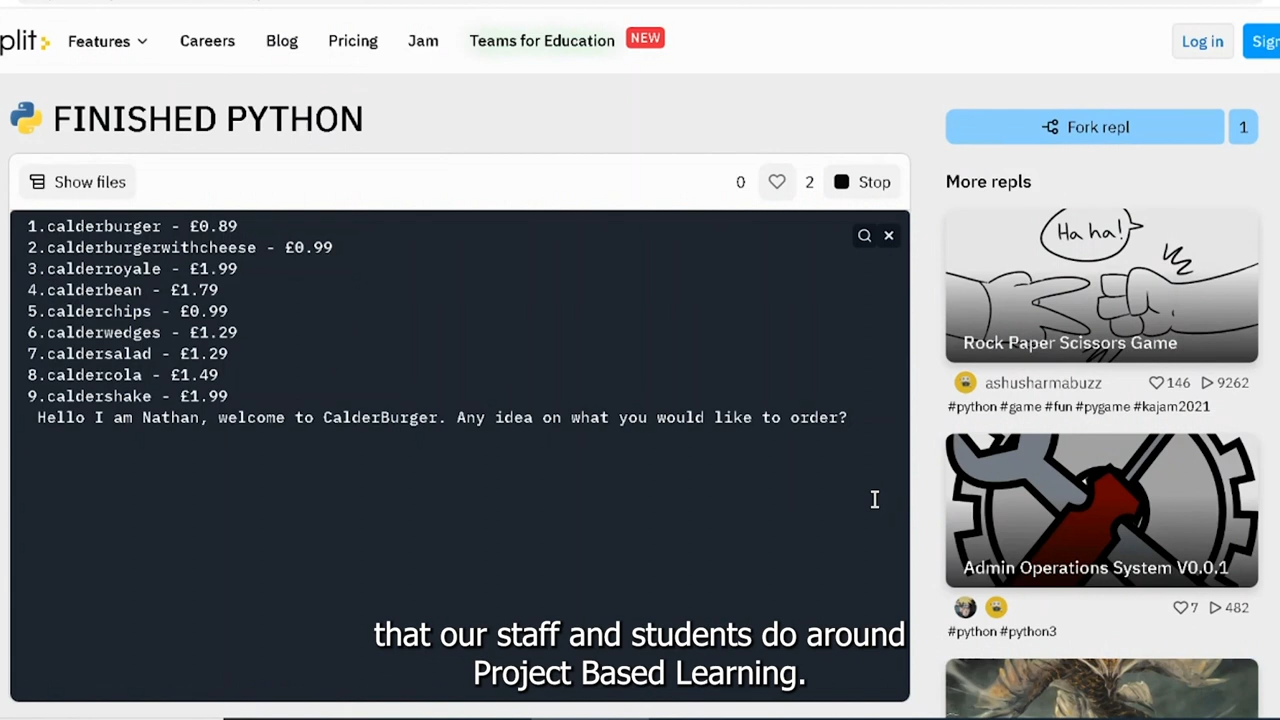 plit Features Careers Blog Pricing Jam Teams for Education NEW Log in Sign
FINISHED PYTHON
Fork repl 1
Show files 0 2 Stop
More repls
1.calderburger - £0.89
2.calderburgerwithcheese - £0.99
3.calderroyale - £1.99
4.calderbean - £1.79
5.calderchips - £0.99
6.calderwedges - £1.29
7.caldersalad - £1.29
8.caldercola - £1.49
9.caldershake - £1.99
Hello I am Nathan, welcome to CalderBurger. Any idea on what you would like to order?
Ha ha!
Rock Paper Scissors Game
ashusharmabuzz 146 9262
#python #game #fun #pygame #kajam2021
Admin Operations System V0.0.1
7 482
#python #python3
that our staff and students do around
Project Based Learning.